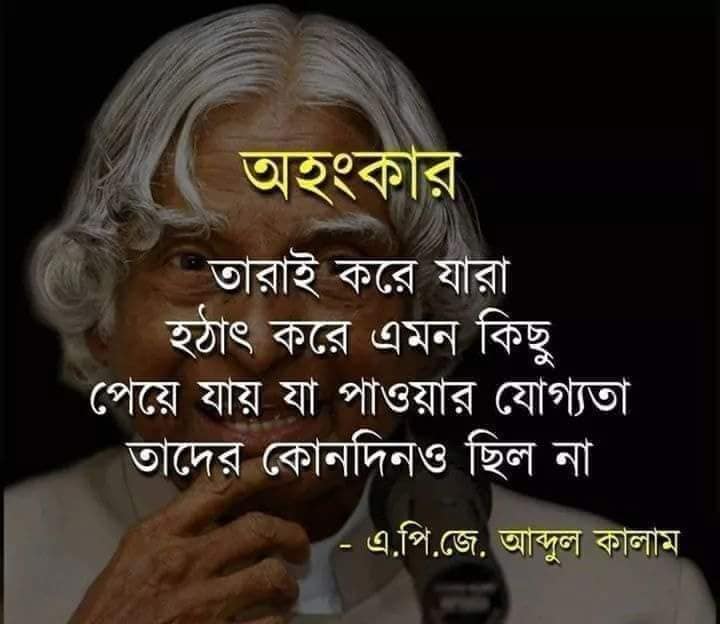 অহংকার
তারাই করে যারা
হঠাৎ করে এমন কিছু
পেয়ে যায় যা পাওয়ার যোগ্যতা
তাদের কোনদিনও ছিল না
- এ.পি.জে. আব্দুল কালাম